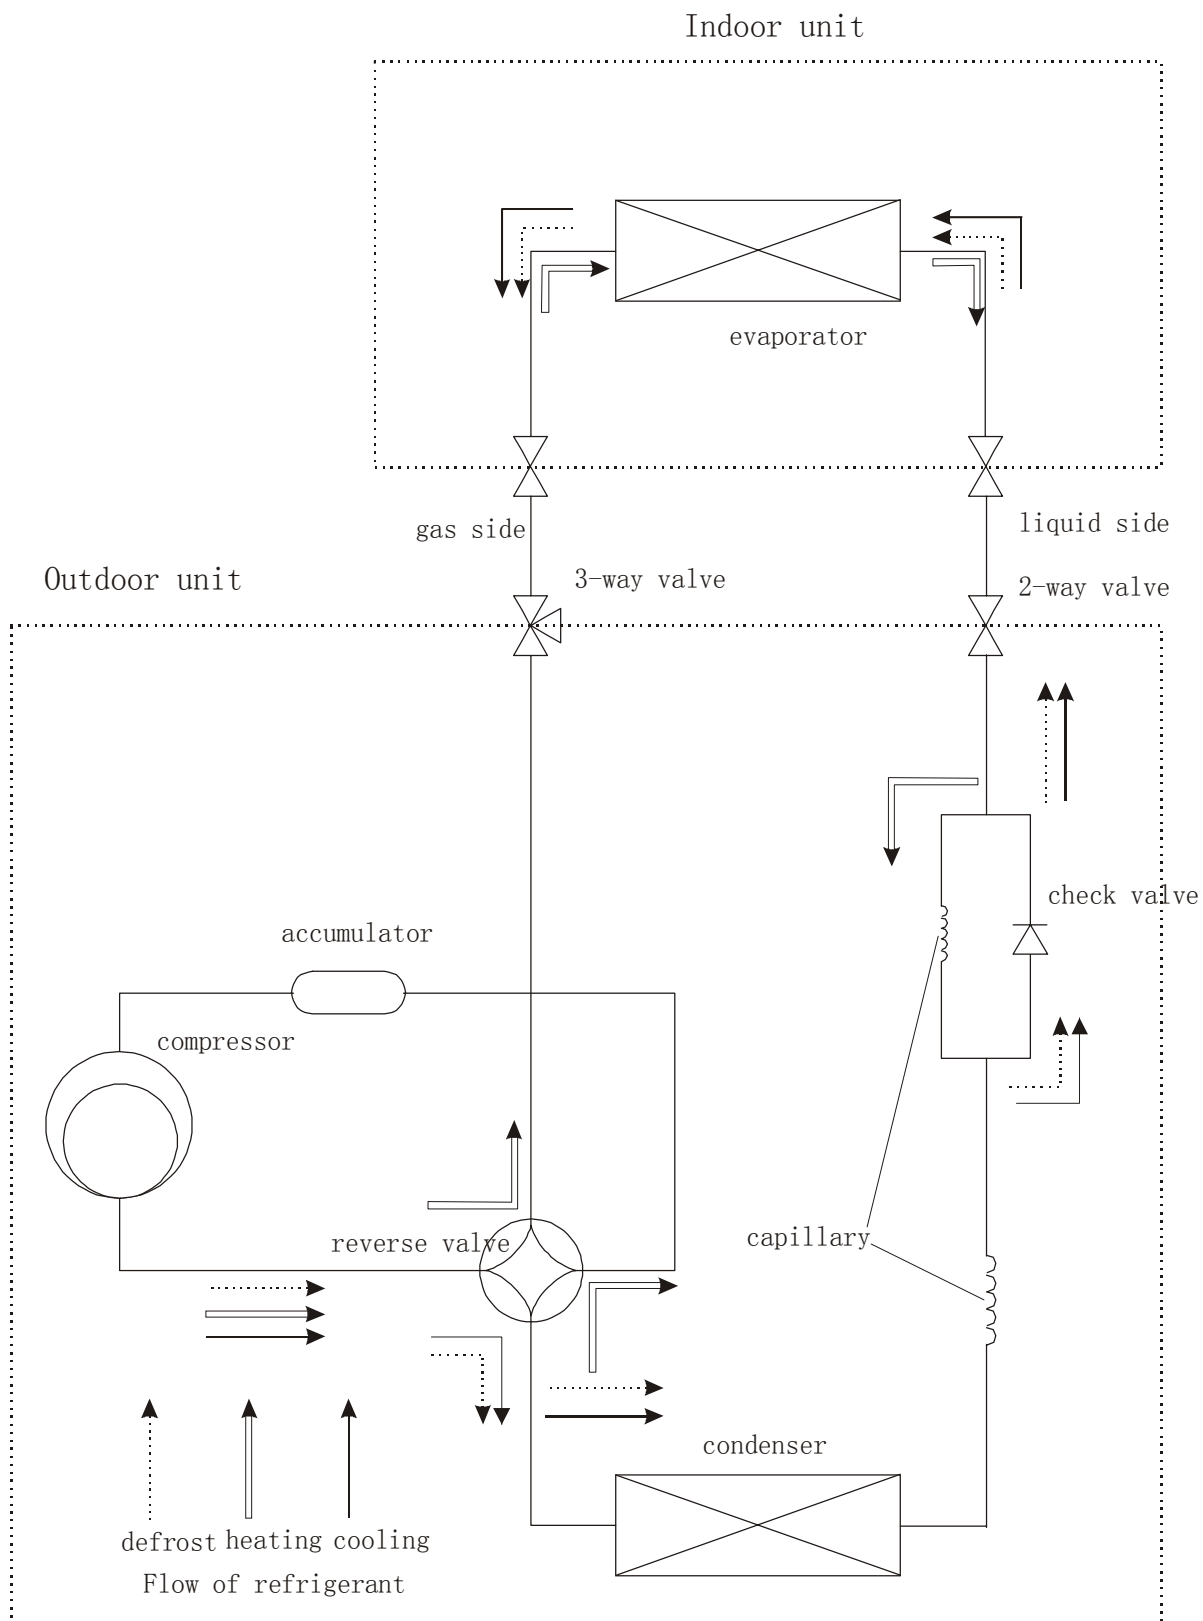 Indoor unit
evaporator
gas side
liquid side
Outdoor unit
3-way valve
2-way valve
check valve
accumulator
compressor
reverse valve
capillary
condenser
defrost heating cooling
Flow of refrigerant